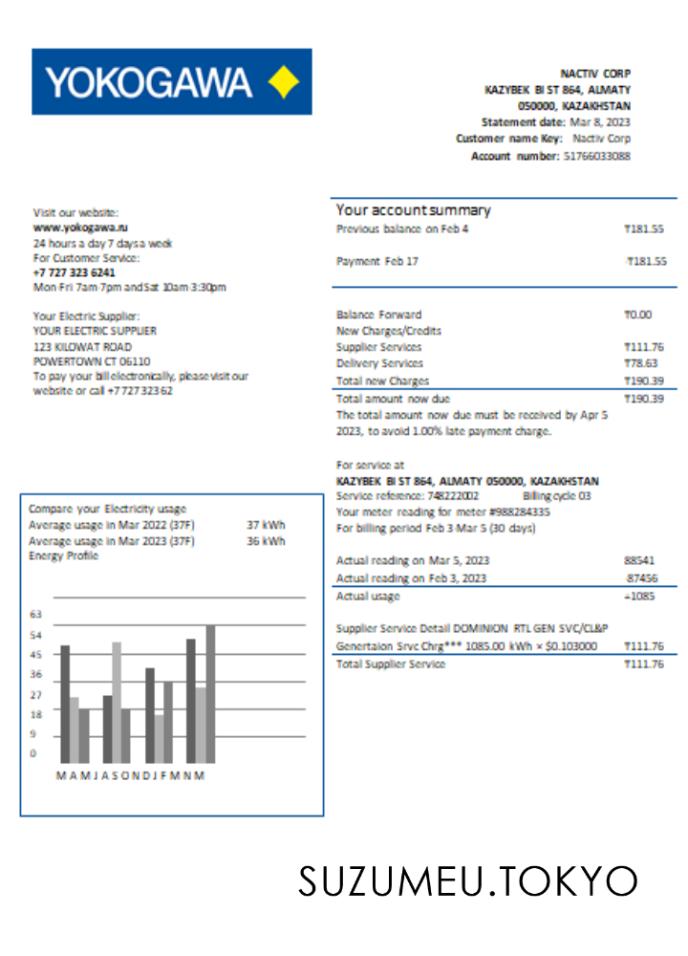 YOKOGAWA
NACTIV CORP
KAZYBEK BI ST 864, ALMATY
050000, KAZAKHSTAN
Statement date: Mar 8, 2023
Customer name Key: Nactiv Corp
Account number: 51766033088
Visit our website:
www.yokogawa.ru
24 hours a day 7 days a week
For Customer Service:
+7 727 323 6241
Mon-Fri 7am-7pm and Sat 10am-3:30pm
Your Electric Supplier:
YOUR ELECTRIC SUPPLIER
123 KILOWAT ROAD
POWERTOWN CT 06110
To pay your bill electronically, please visit our
website or call +7 727 323 62
Your account summary
Previous balance on Feb 4 ₸181.55
Payment Feb 17 -₸181.55
Balance Forward ₸0.00
New Charges/Credits
Supplier Services ₸111.76
Delivery Services ₸78.63
Total new Charges ₸190.39
Total amount now due ₸190.39
The total amount now due must be received by Apr 5
2023, to avoid 1.00% late payment charge.
For service at
KAZYBEK BI ST 864, ALMATY 050000, KAZAKHSTAN
Service reference: 748222002 Billing cycle 03
Your meter reading for meter #988284335
For billing period Feb 3-Mar 5 (30 days)
Actual reading on Mar 5, 2023 88541
Actual reading on Feb 3, 2023 -87456
Actual usage =1085
Supplier Service Detail DOMINION RTL GEN SVC/CL&P
Genertaion Srvc Chrg*** 1085.00 kWh × $0.103000 ₸111.76
Total Supplier Service ₸111.76
Compare your Electricity usage
Average usage in Mar 2022 (37F) 37 kWh
Average usage in Mar 2023 (37F) 36 kWh
Energy Profile
63
54
45
36
27
18
9
0
M A M J A S O N D J F M N M
SUZUMEU.TOKYO